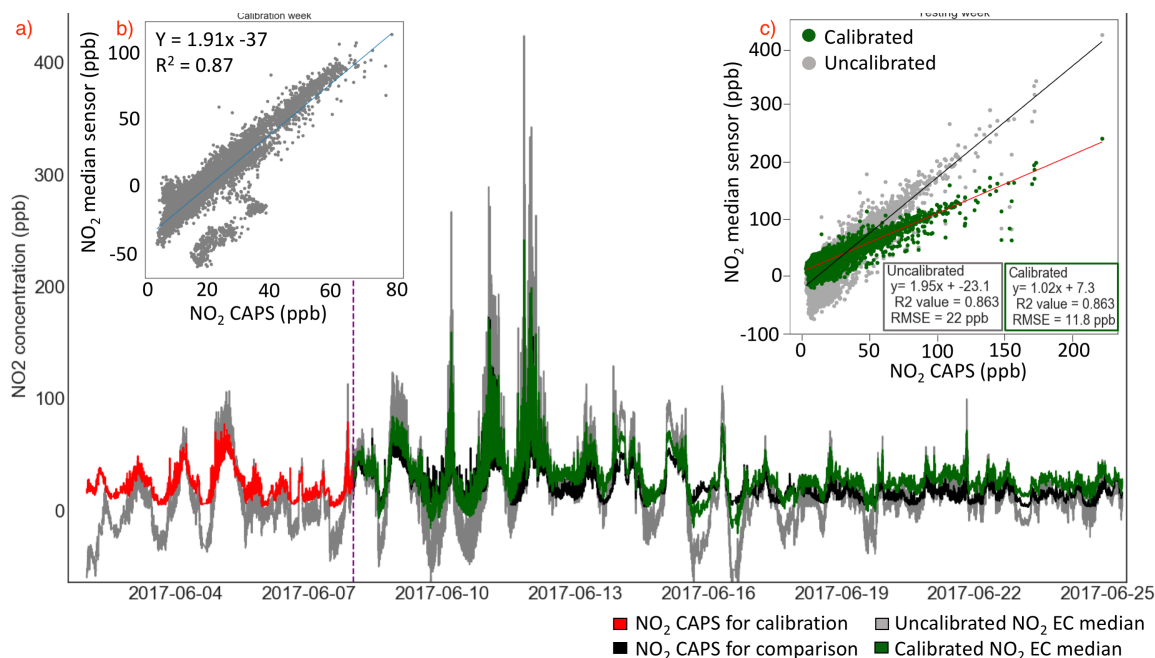 a)
b)
c)
Calibration week
Y = 1.91x -37
R² = 0.87
NO₂ median sensor (ppb)
100
50
0
-50
0
20
40
60
80
NO₂ CAPS (ppb)
Testing week
Calibrated
Uncalibrated
NO₂ median sensor (ppb)
400
300
200
100
0
-100
Uncalibrated
y= 1.95x + -23.1
R2 value = 0.863
RMSE = 22 ppb
Calibrated
y= 1.02x + 7.3
R2 value = 0.863
RMSE = 11.8 ppb
0
50
100
150
200
NO₂ CAPS (ppb)
NO2 concentration (ppb)
400
300
200
100
0
2017-06-04
2017-06-07
2017-06-10
2017-06-13
2017-06-16
2017-06-19
2017-06-22
2017-06-25
NO₂ CAPS for calibration
NO₂ CAPS for comparison
Uncalibrated NO₂ EC median
Calibrated NO₂ EC median